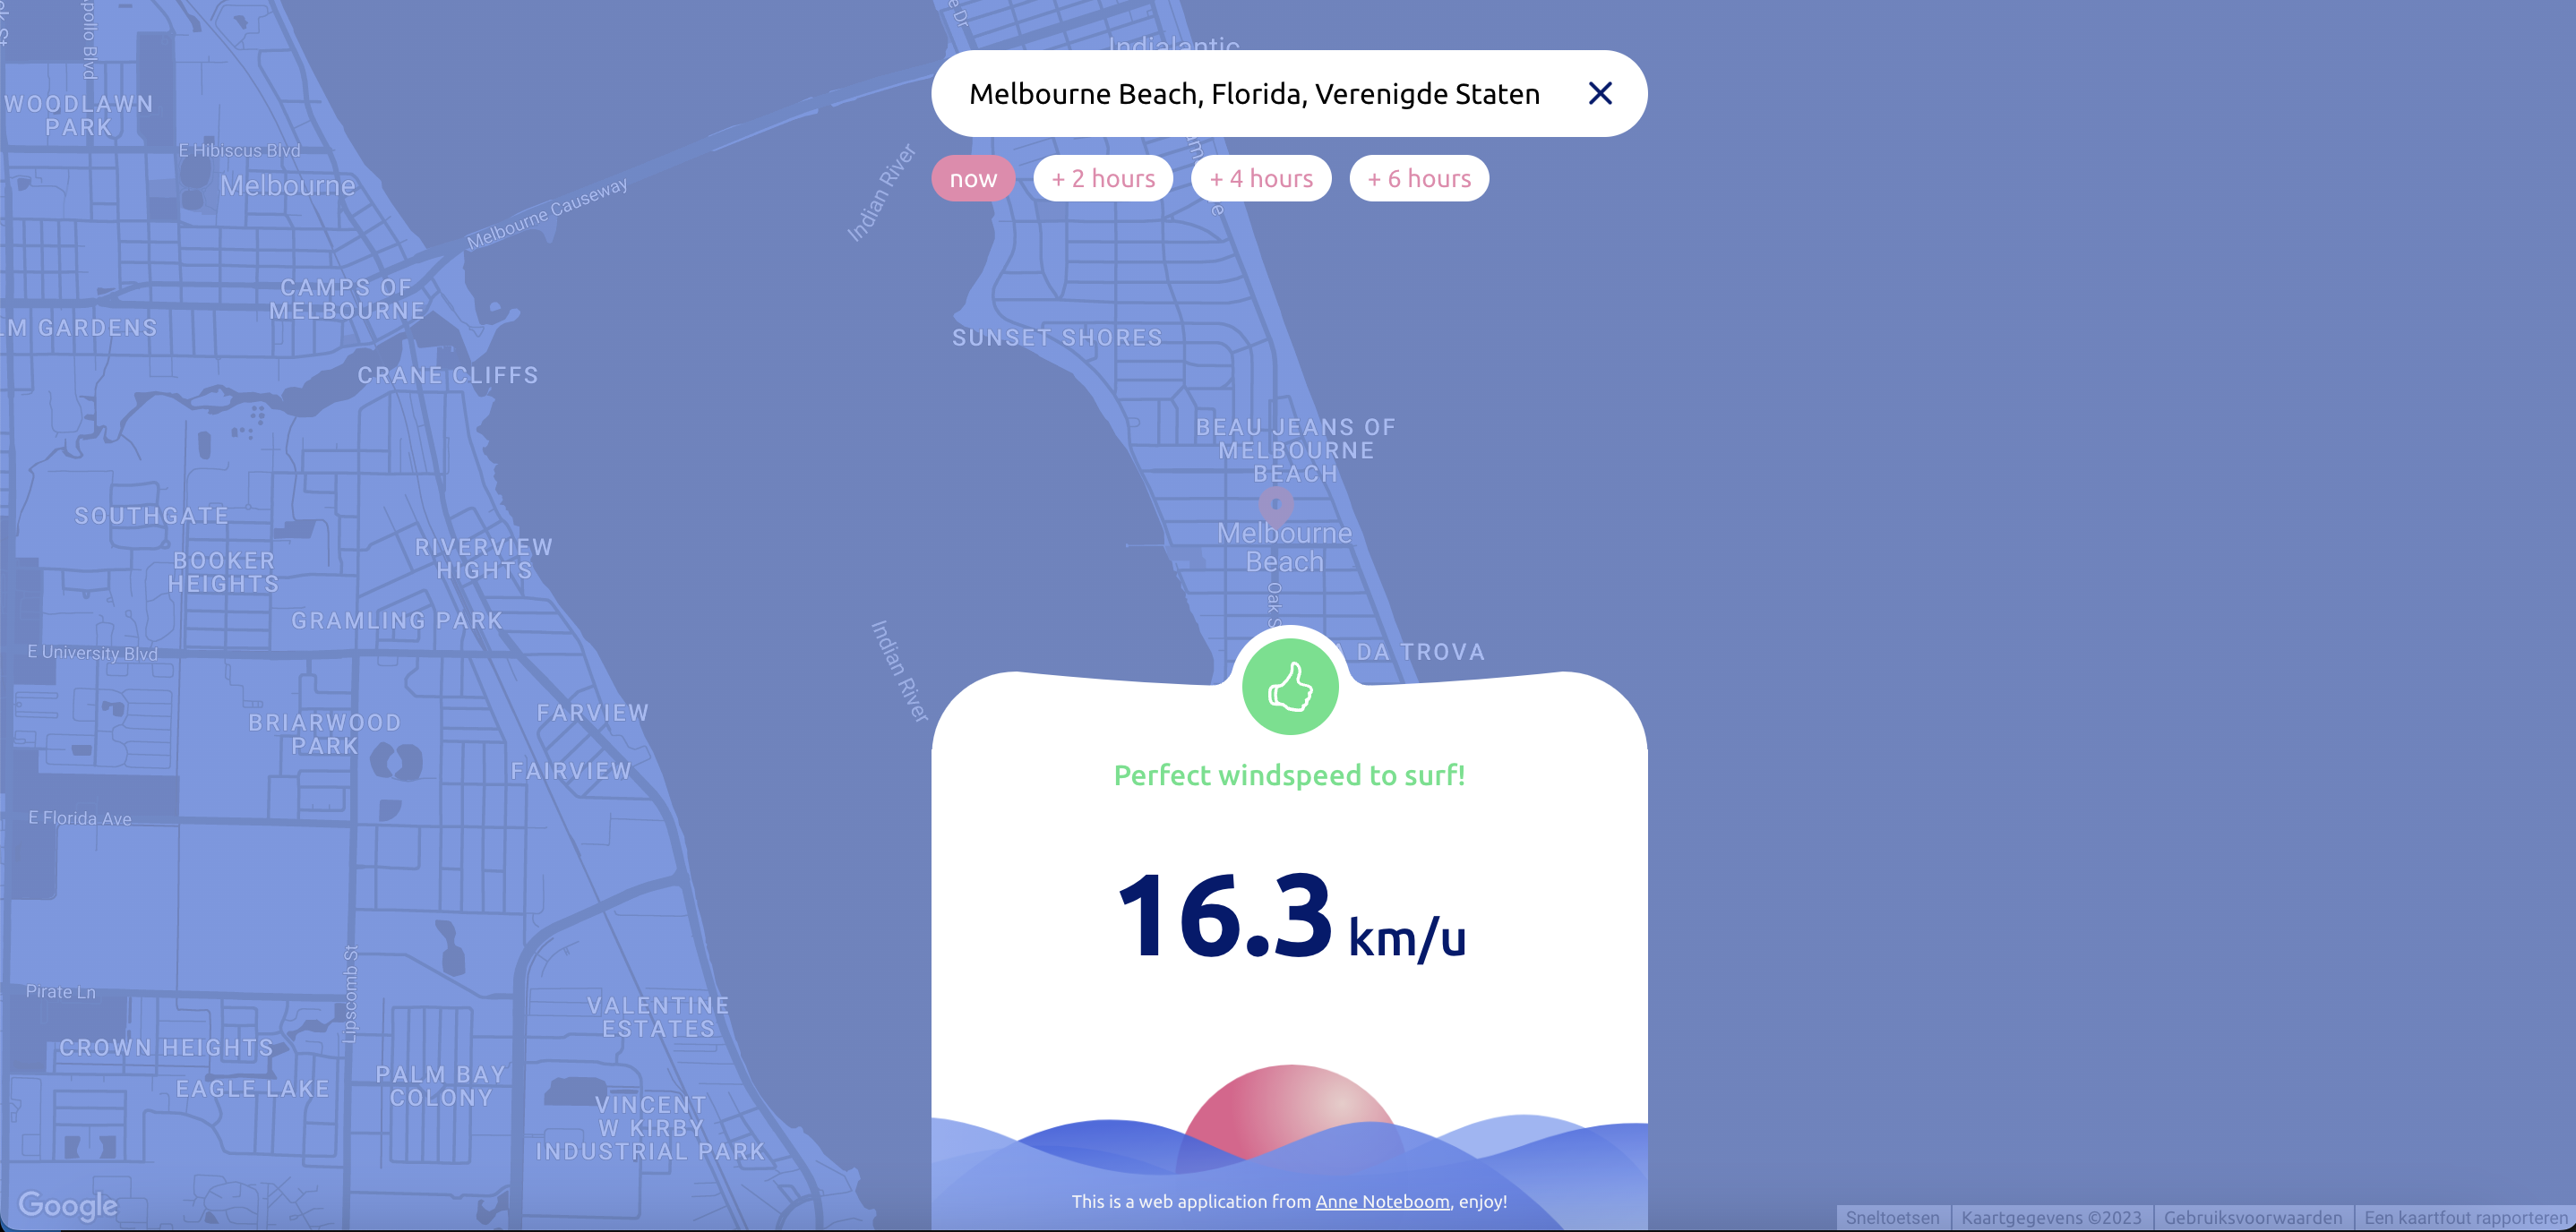 Indialantic
Melbourne Beach, Florida, Verenigde Staten
now
+ 2 hours
+ 4 hours
+ 6 hours
WOODLAWN
PARK
E Hibiscus Blvd
Melbourne
Melbourne Causeway
Indian River
CAMPS OF
MELBOURNE
LM GARDENS
SUNSET SHORES
CRANE CLIFFS
BEAU JEANS OF
MELBOURNE
BEACH
SOUTHGATE
Melbourne
Beach
RIVERVIEW
HIGHTS
BOOKER
HEIGHTS
Oak S
GRAMLING PARK
E University Blvd
Indian River
DA TROVA
FARVIEW
BRIARWOOD
PARK
FAIRVIEW
Perfect windspeed to surf!
E Florida Ave
16.3 km/u
Lipscomb St
Pirate Ln
VALENTINE
ESTATES
CROWN HEIGHTS
EAGLE LAKE
PALM BAY
COLONY
VINCENT
W KIRBY
INDUSTRIAL PARK
Google
This is a web application from Anne Noteboom, enjoy!
Sneltoetsen
Kaartgegevens ©2023
Gebruiksvoorwaarden
Een kaartfout rapporteren